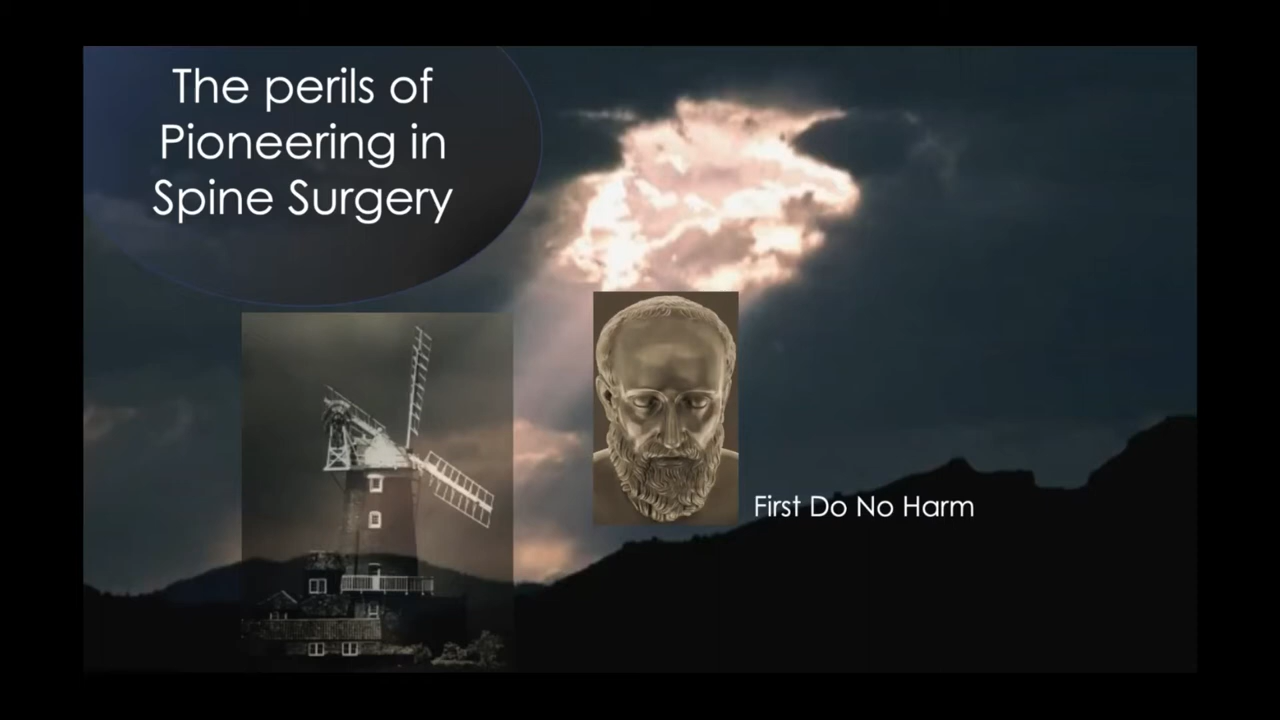 The perils of
Pioneering in
Spine Surgery
First Do No Harm